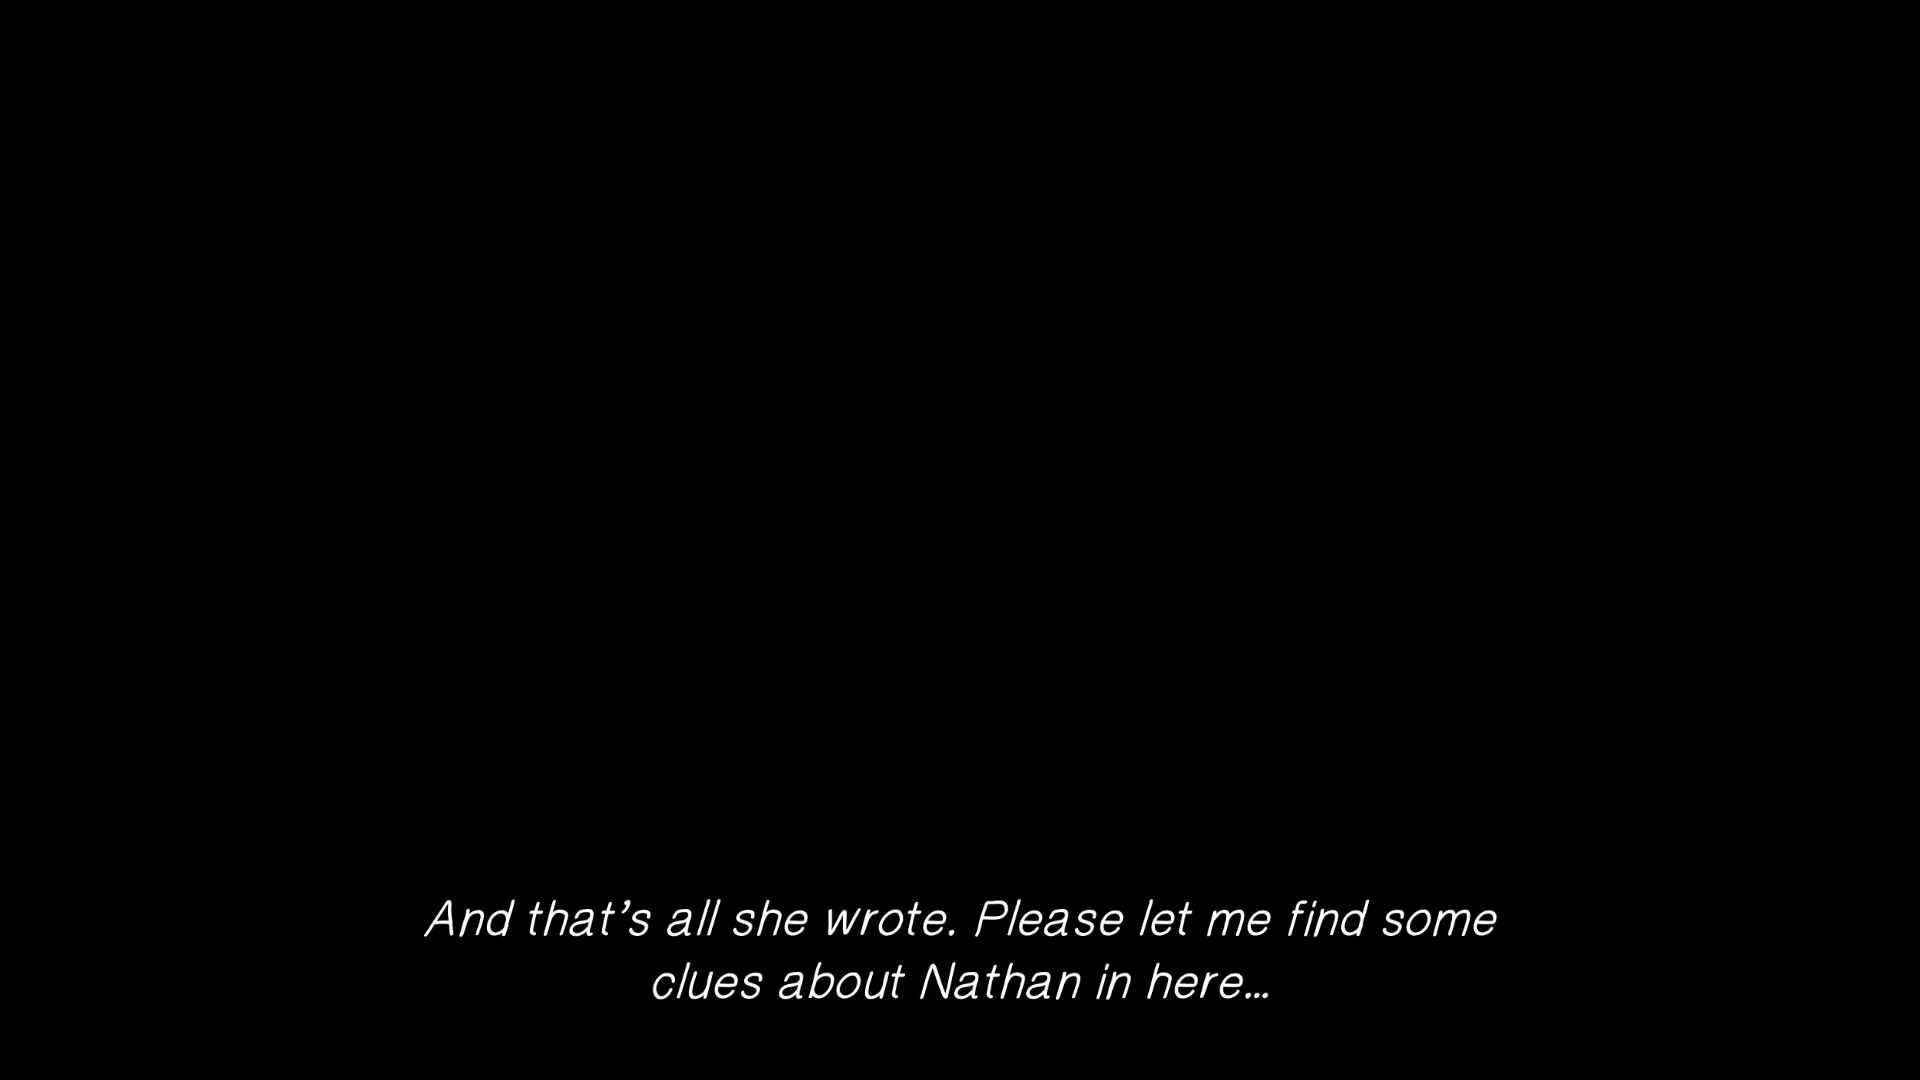 And that’s all she wrote. Please let me find some
clues about Nathan in here...